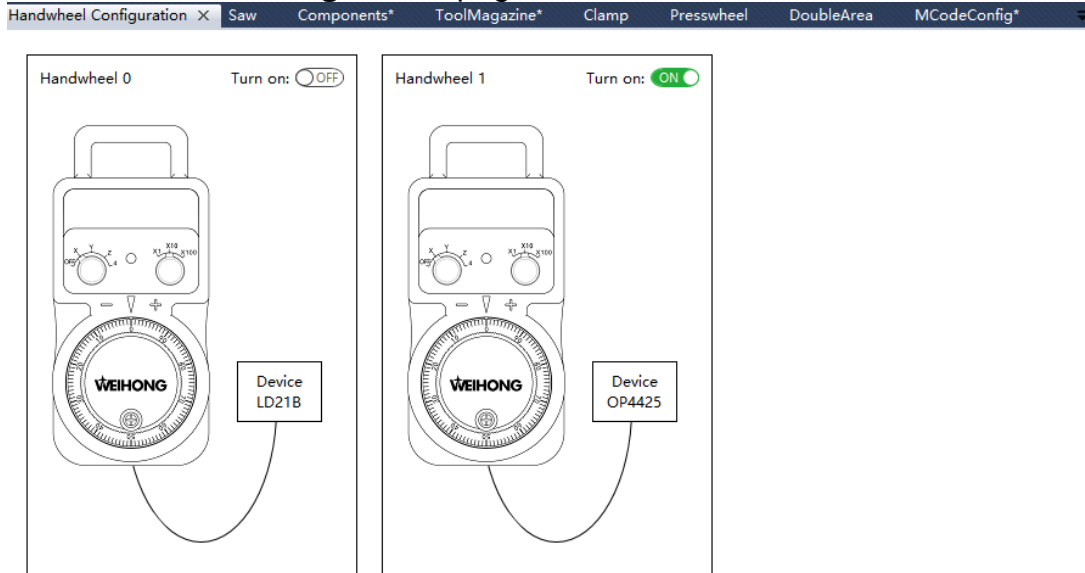 Handwheel Configuration × Saw Components* ToolMagazine* Clamp Presswheel DoubleArea MCodeConfig*
Handwheel 0 Turn on: OFF
OFF X Y Z 4 X1 X10 X100
WEIHONG
Device
LD21B
Handwheel 1 Turn on: ON
OFF X Y Z 4 X1 X10 X100
WEIHONG
Device
OP4425